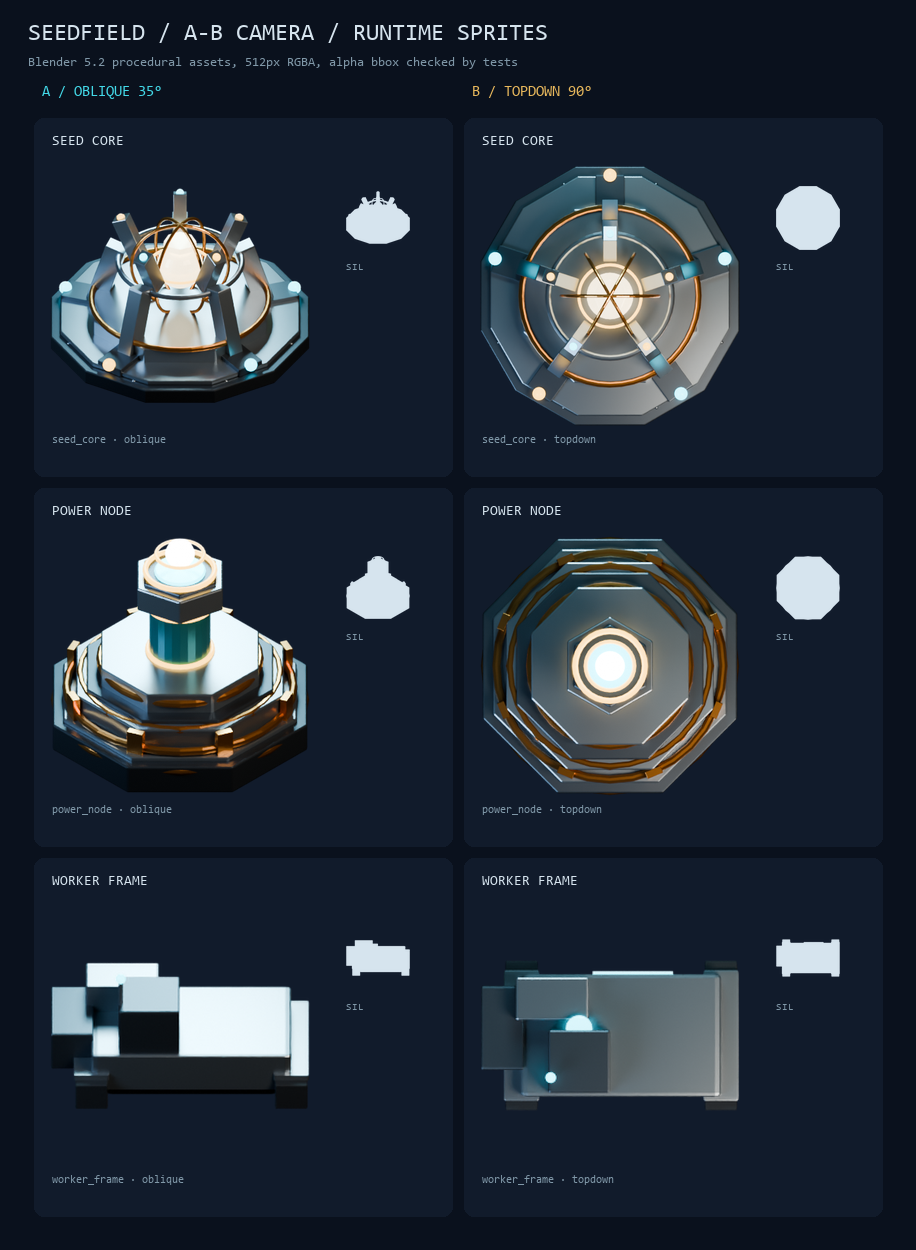 SEEDFIELD / A-B CAMERA / RUNTIME SPRITES
Blender 5.2 procedural assets, 512px RGBA, alpha bbox checked by tests
A / OBLIQUE 35°
B / TOPDOWN 90°
SEED CORE
SIL
seed_core · oblique
SEED CORE
SIL
seed_core · topdown
POWER NODE
SIL
power_node · oblique
POWER NODE
SIL
power_node · topdown
WORKER FRAME
SIL
worker_frame · oblique
WORKER FRAME
SIL
worker_frame · topdown